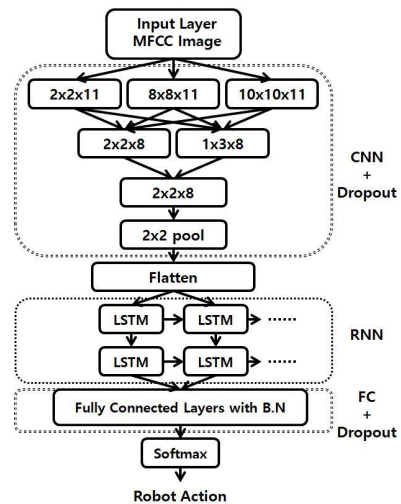 Input Layer
MFCC Image
2x2x11 8x8x11 10x10x11
2x2x8 1x3x8
2x2x8
2x2 pool
CNN
+
Dropout
Flatten
LSTM LSTM ······
LSTM LSTM ······
RNN
Fully Connected Layers with B.N
FC
+
Dropout
Softmax
Robot Action